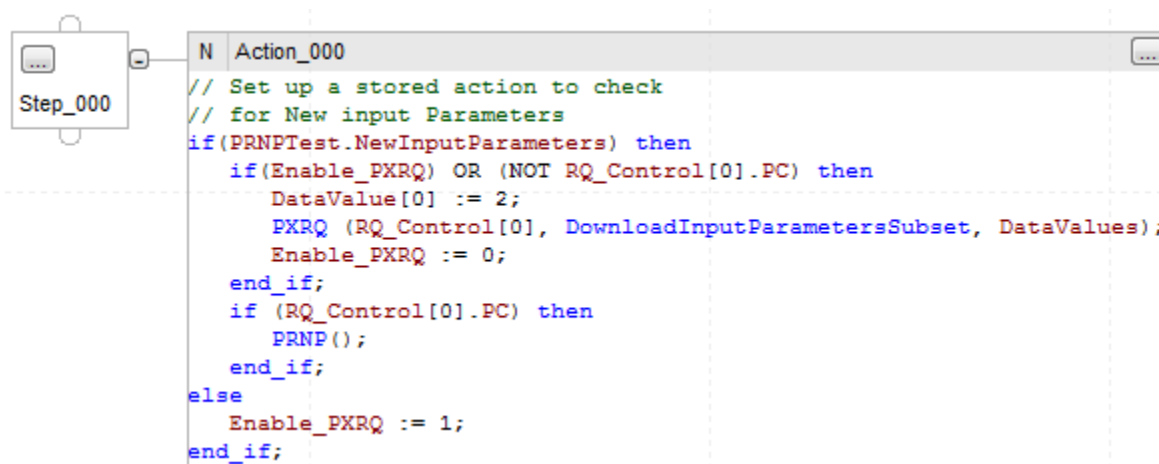 ...
Step_000
-
N Action_000 ...
// Set up a stored action to check
// for New input Parameters
if(PRNPTest.NewInputParameters) then
if(Enable_PXRQ) OR (NOT RQ_Control[0].PC) then
DataValue[0] := 2;
PXRQ (RQ_Control[0], DownloadInputParametersSubset, DataValues);
Enable_PXRQ := 0;
end_if;
if (RQ_Control[0].PC) then
PRNP();
end_if;
else
Enable_PXRQ := 1;
end_if;